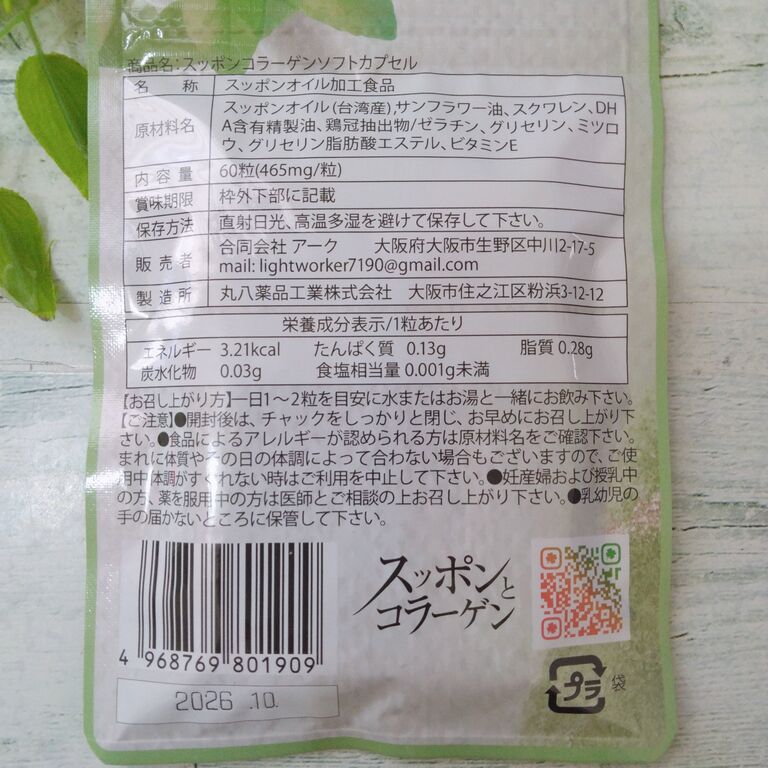 商品名:スッポンコラーゲンソフトカプセル
名 称 スッポンオイル加工食品
原材料名 スッポンオイル(台湾産),サンフラワー油、スクワレン、DH
A含有精製油、鶏冠抽出物/ゼラチン、グリセリン、ミツロ
ウ、グリセリン脂肪酸エステル、ビタミンE
内容量 60粒(465mg/粒)
賞味期限 枠外下部に記載
保存方法 直射日光、高温多湿を避けて保存して下さい。
販売者 合同会社 アーク 大阪府大阪市生野区中川2-17-5
mail: lightworker7190@gmail.com
製造所 丸八薬品工業株式会社 大阪市住之江区粉浜3-12-12
栄養成分表示/1粒あたり
エネルギー 3.21kcal たんぱく質 0.13g 脂質 0.28g
炭水化物 0.03g 食塩相当量 0.001g未満
【お召し上がり方】一日1～2粒を目安に水またはお湯と一緒にお飲み下さい。
【ご注意】●開封後は、チャックをしっかりと閉じ、お早めにお召し上がり下
さい。●食品によるアレルギーが認められる方は原材料名をご確認下さい。
まれに体質やその日の体調によって合わない場合もございますので、ご使
用中体調がすぐれない時はご利用を中止して下さい。●妊産婦および授乳中
の方、薬を服用中の方は医師とご相談の上お召し上がり下さい。●乳幼児の
手の届かないところに保管して下さい。
スッポンと
コラーゲン
4 968769 801909
プラ 袋
2026 .10.